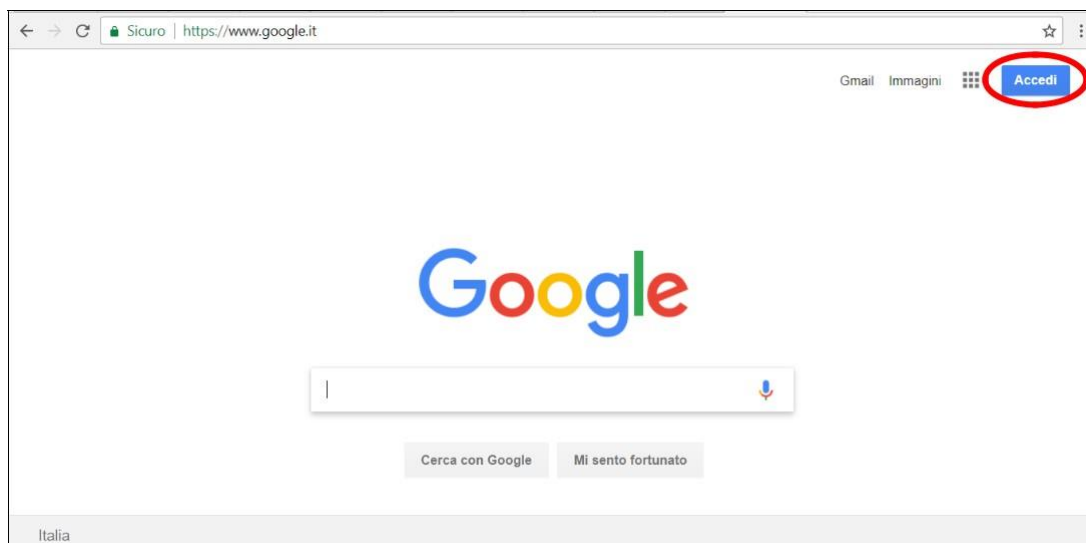 Sicuro | https://www.google.it
Gmail Immagini Accedi
Google
Cerca con Google Mi sento fortunato
Italia